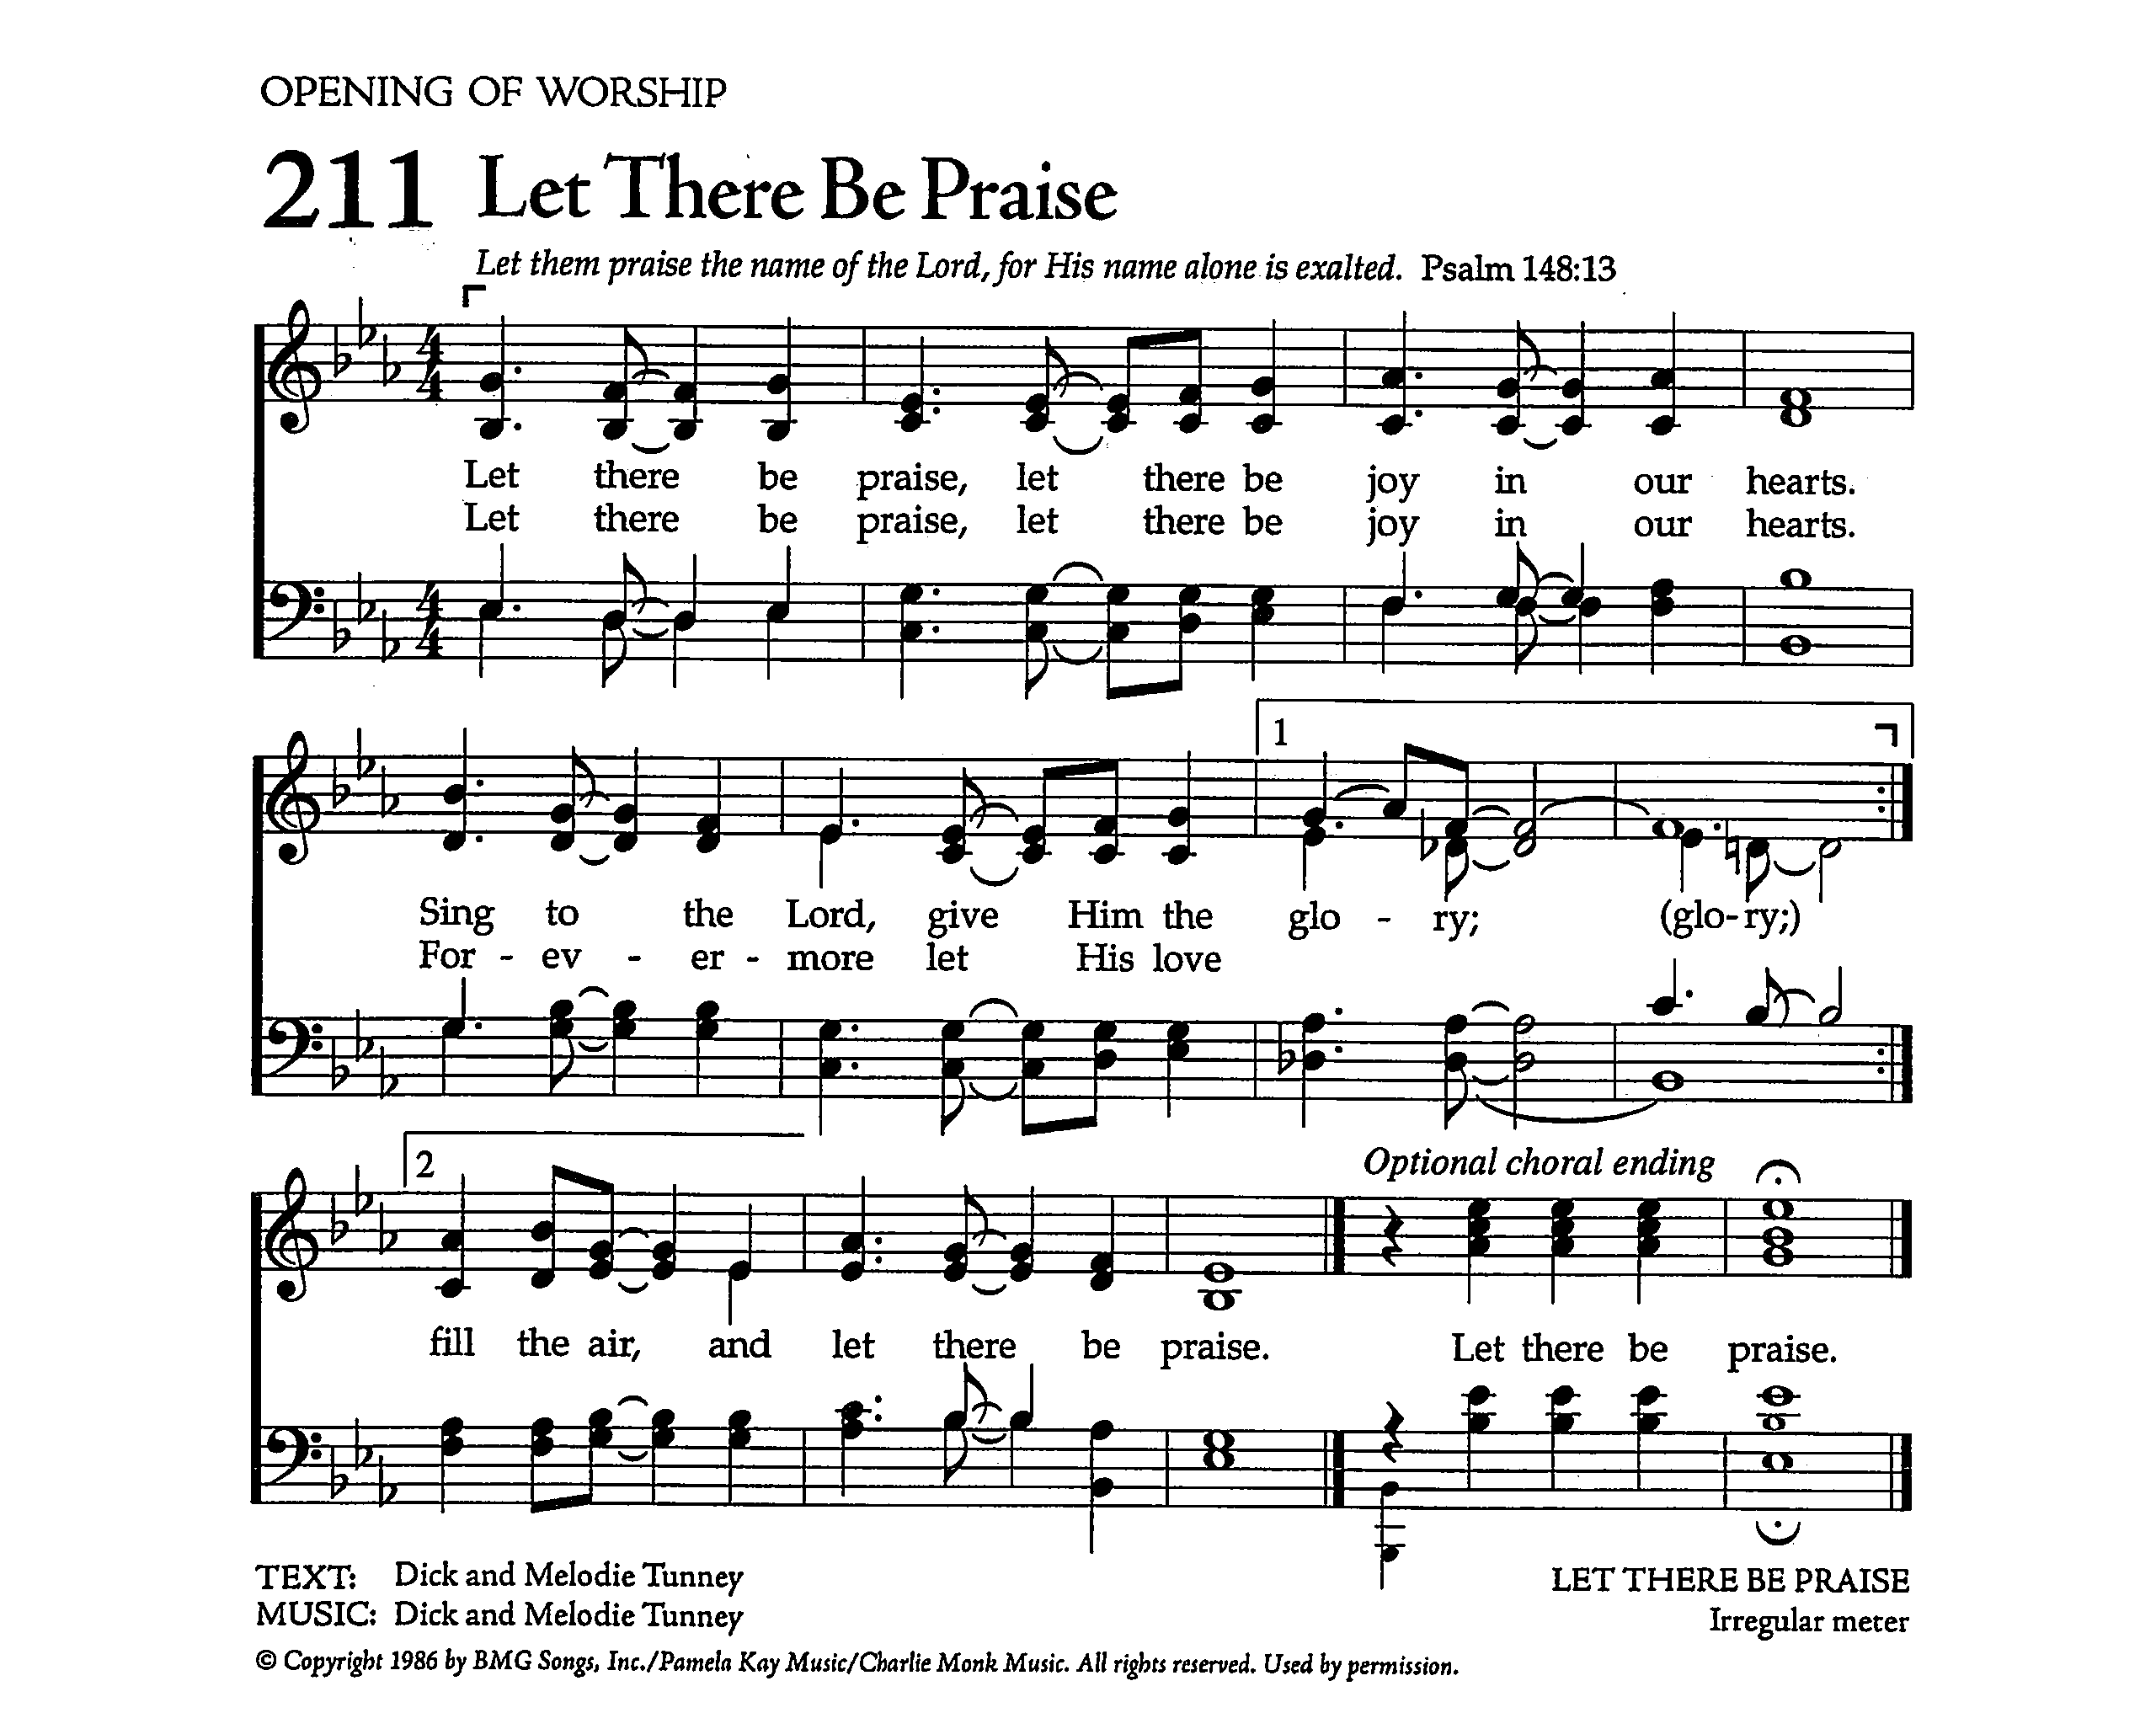 OPENING OF WORSHIP
211 Let There Be Praise
Let them praise the name of the Lord, for His name alone is exalted. Psalm 148:13
4 4
Let there be praise, let there be joy in our hearts.
Let there be praise, let there be joy in our hearts.
4 4
1
Sing to the Lord, give Him the glo - ry; (glo-ry;)
For - ev - er - more let His love
2 Optional choral ending
fill the air, and let there be praise. Let there be praise.
TEXT: Dick and Melodie Tunney LET THERE BE PRAISE
MUSIC: Dick and Melodie Tunney Irregular meter
© Copyright 1986 by BMG Songs, Inc./Pamela Kay Music/Charlie Monk Music. All rights reserved. Used by permission.